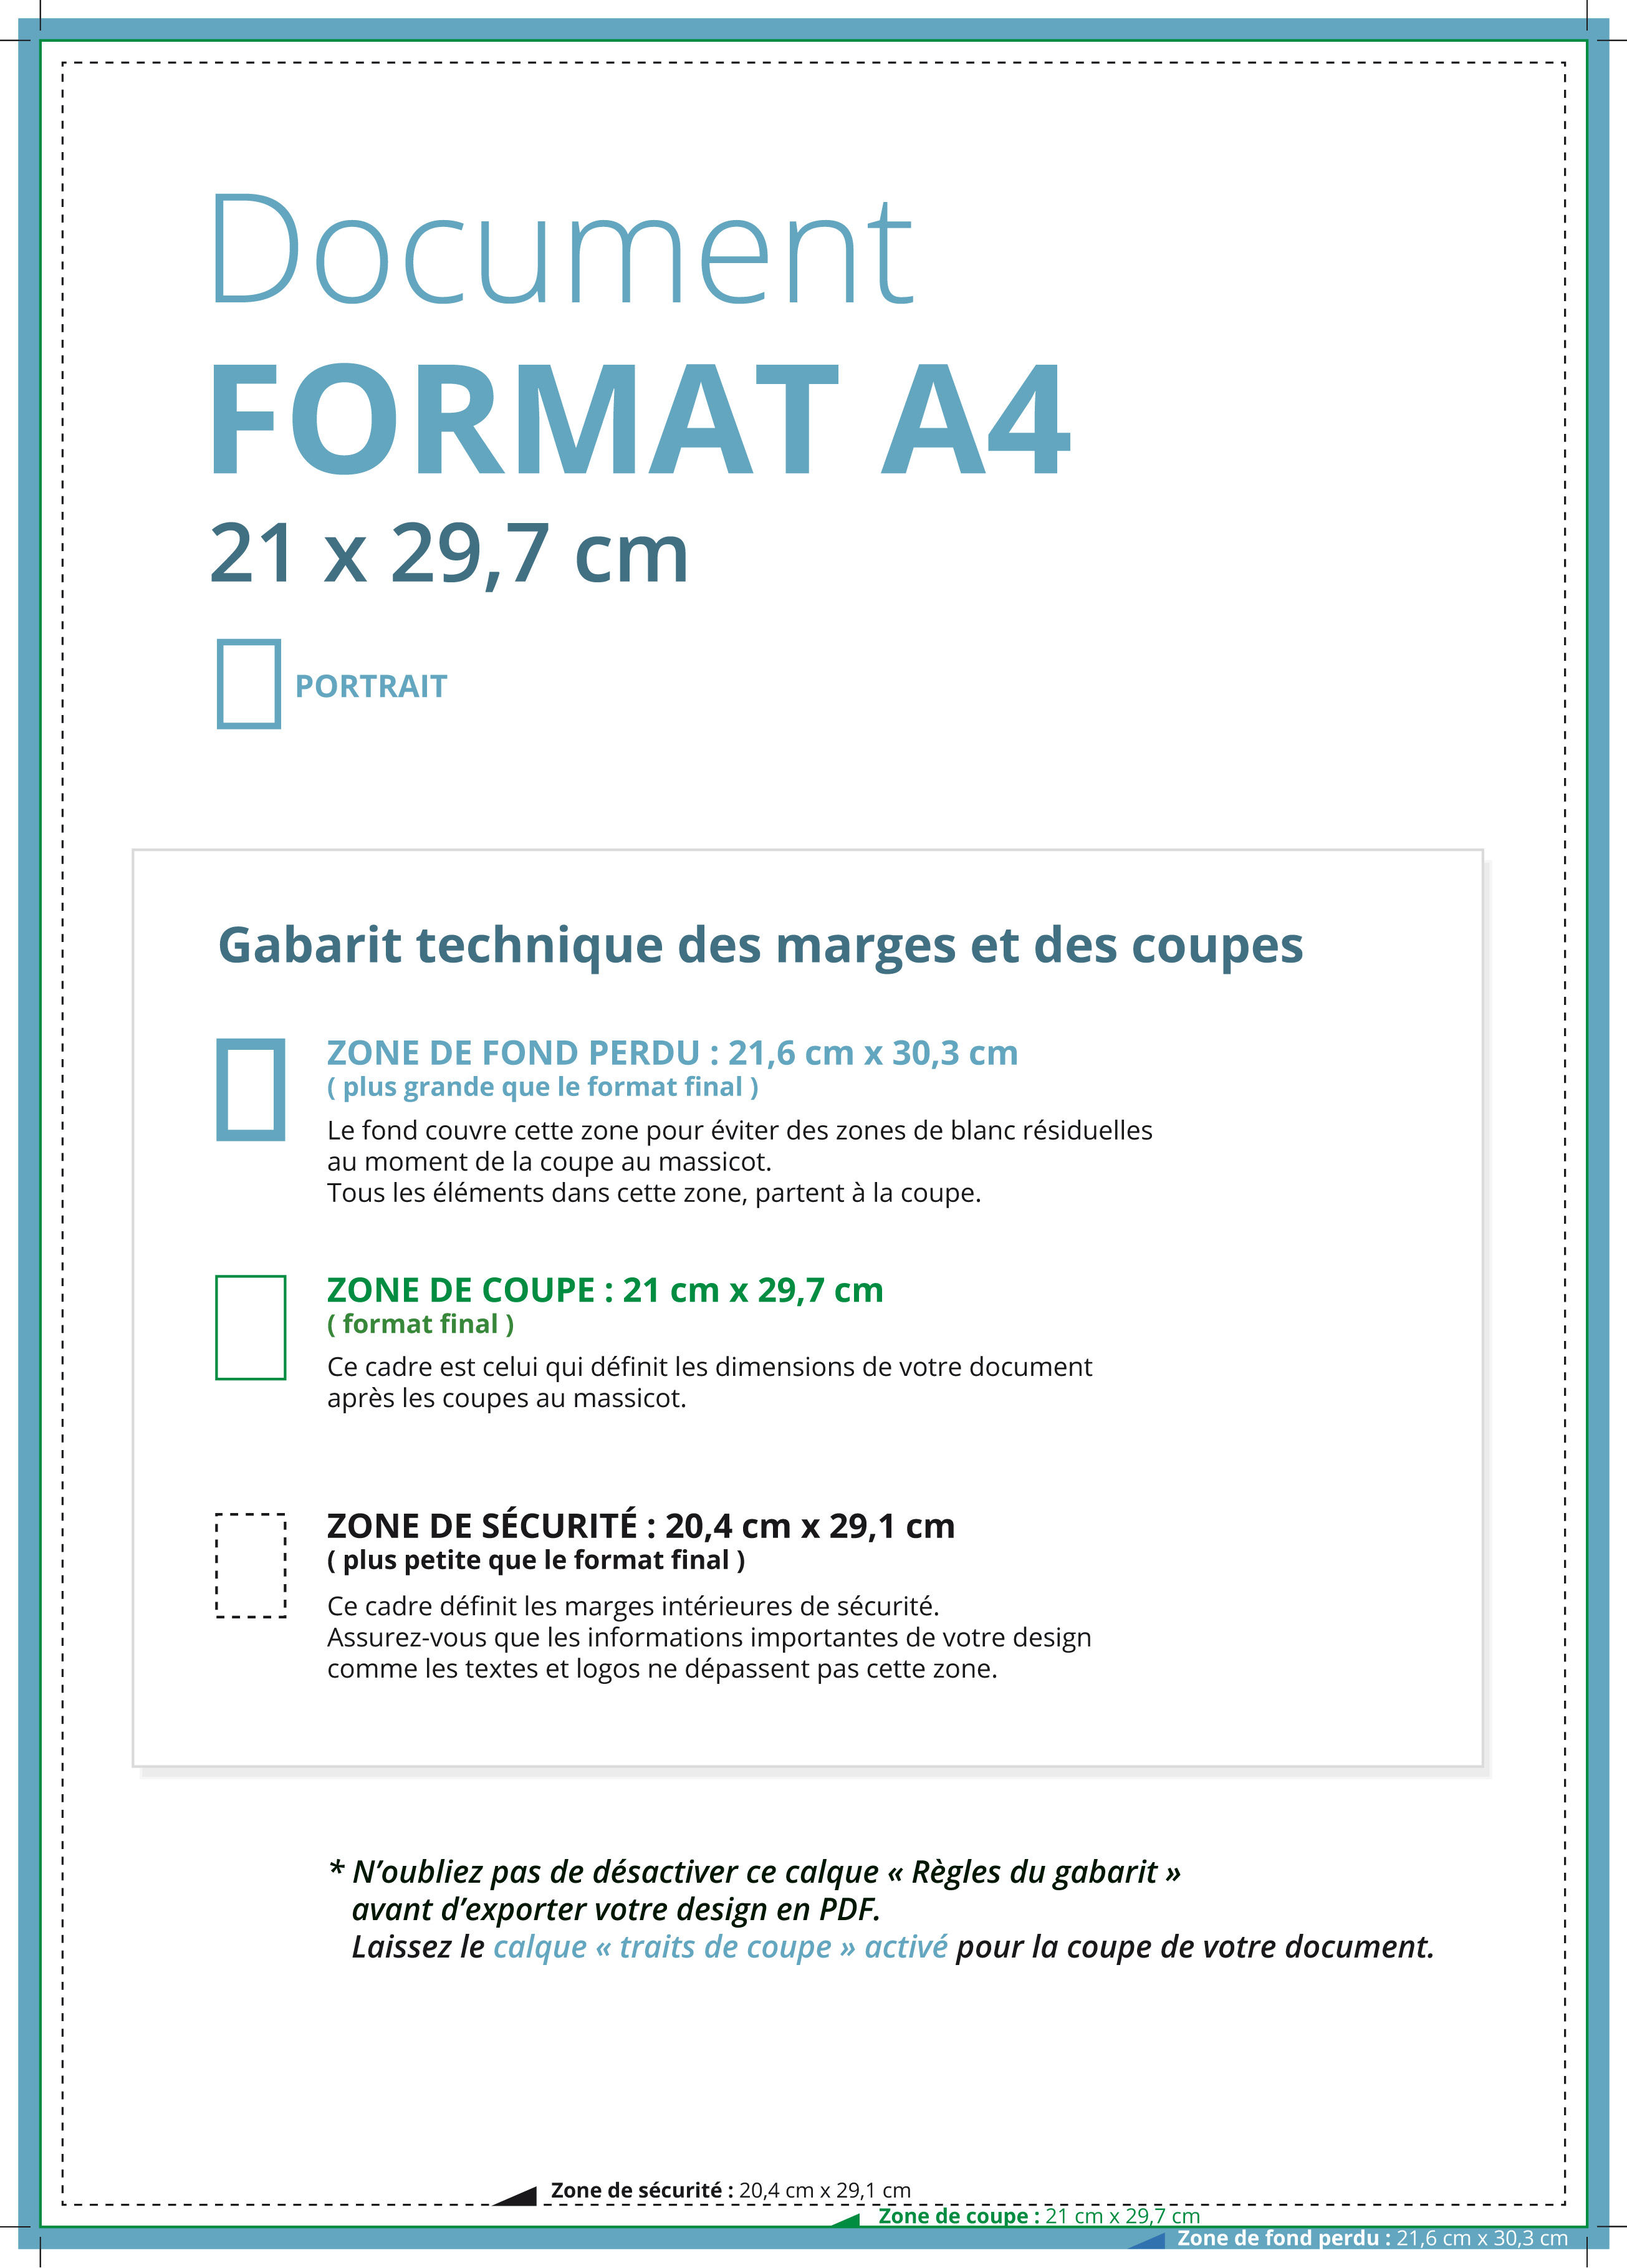 Document
FORMAT A4
21 x 29,7 cm
PORTRAIT
Gabarit technique des marges et des coupes
ZONE DE FOND PERDU : 21,6 cm x 30,3 cm
( plus grande que le format final )
Le fond couvre cette zone pour éviter des zones de blanc résiduelles
au moment de la coupe au massicot.
Tous les éléments dans cette zone, partent à la coupe.
ZONE DE COUPE : 21 cm x 29,7 cm
( format final )
Ce cadre est celui qui définit les dimensions de votre document
après les coupes au massicot.
ZONE DE SÉCURITÉ : 20,4 cm x 29,1 cm
( plus petite que le format final )
Ce cadre définit les marges intérieures de sécurité.
Assurez-vous que les informations importantes de votre design
comme les textes et logos ne dépassent pas cette zone.
* N’oubliez pas de désactiver ce calque « Règles du gabarit »
avant d’exporter votre design en PDF.
Laissez le calque « traits de coupe » activé pour la coupe de votre document.
Zone de sécurité : 20,4 cm x 29,1 cm
Zone de coupe : 21 cm x 29,7 cm
Zone de fond perdu : 21,6 cm x 30,3 cm